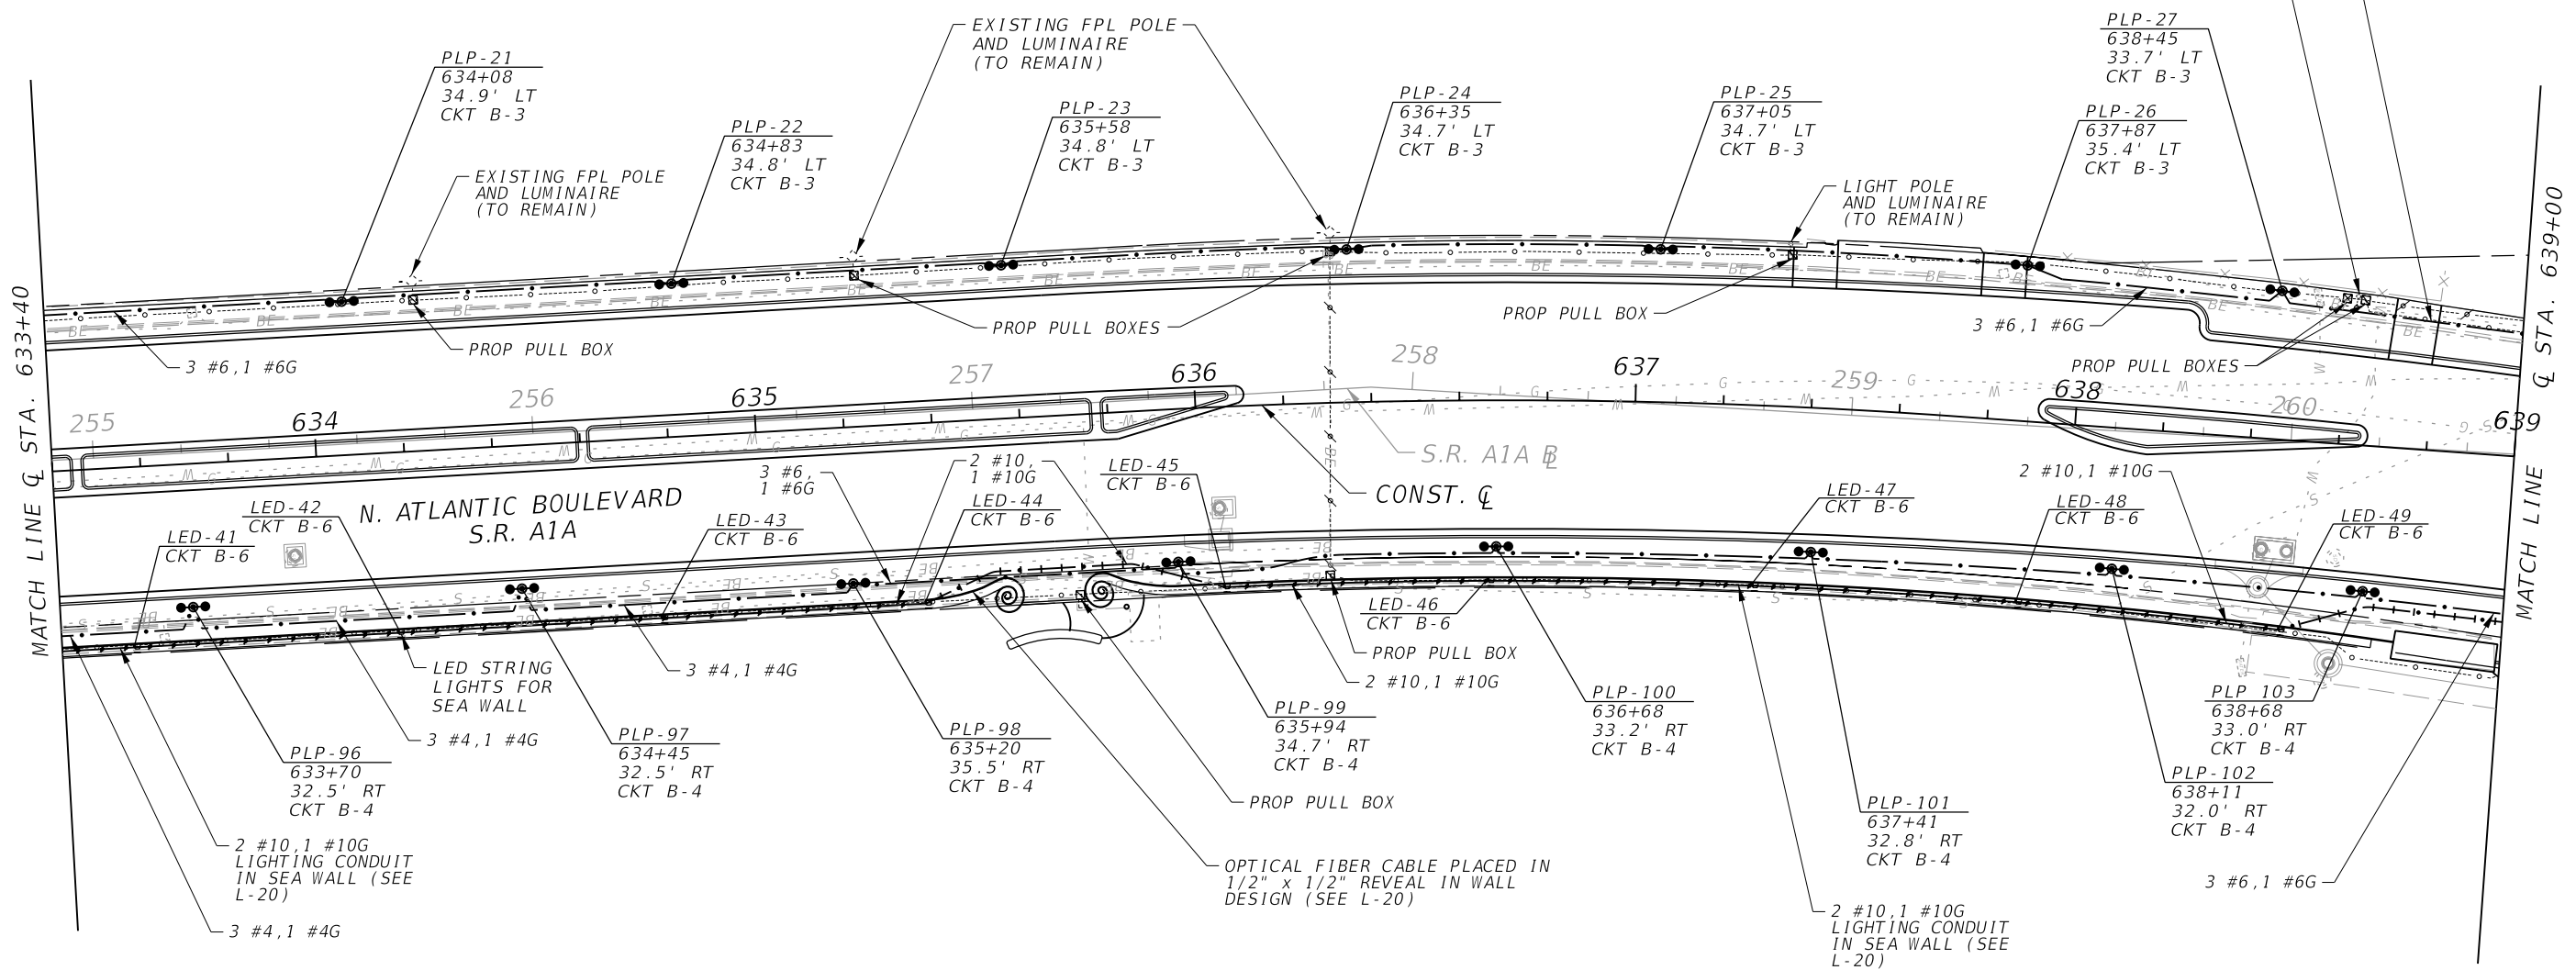 PLP-21
634+08
34.9' LT
CKT B-3
EXISTING FPL POLE
AND LUMINAIRE
(TO REMAIN)
PLP-22
634+83
34.8' LT
CKT B-3
EXISTING FPL POLE
AND LUMINAIRE
(TO REMAIN)
PLP-23
635+58
34.8' LT
CKT B-3
PLP-24
636+35
34.7' LT
CKT B-3
PLP-25
637+05
34.7' LT
CKT B-3
LIGHT POLE
AND LUMINAIRE
(TO REMAIN)
PLP-27
638+45
33.7' LT
CKT B-3
PLP-26
637+87
35.4' LT
CKT B-3
MATCH LINE ℄ STA. 633+40
MATCH LINE ℄ STA. 639+00
3 #6,1 #6G
PROP PULL BOX
PROP PULL BOXES
PROP PULL BOX
3 #6,1 #6G
PROP PULL BOXES
BE BE BE BE BE BE BE BE BE BE BE BE BE
255
634
256
635
257
636
258
637
259
638
260
639
S.R. A1A B̲L̲
CONST. ℄
N. ATLANTIC BOULEVARD
S.R. A1A
LED-41
CKT B-6
LED-42
CKT B-6
LED-43
CKT B-6
3 #6,
1 #6G
2 #10,
1 #10G
LED-44
CKT B-6
LED-45
CKT B-6
LED-46
CKT B-6
LED-47
CKT B-6
2 #10,1 #10G
LED-48
CKT B-6
LED-49
CKT B-6
LED STRING
LIGHTS FOR
SEA WALL
3 #4,1 #4G
3 #4,1 #4G
PROP PULL BOX
2 #10,1 #10G
PLP-96
633+70
32.5' RT
CKT B-4
PLP-97
634+45
32.5' RT
CKT B-4
PLP-98
635+20
35.5' RT
CKT B-4
PLP-99
635+94
34.7' RT
CKT B-4
PLP-100
636+68
33.2' RT
CKT B-4
PLP-101
637+41
32.8' RT
CKT B-4
PLP-102
638+11
32.0' RT
CKT B-4
PLP 103
638+68
33.0' RT
CKT B-4
PROP PULL BOX
2 #10,1 #10G
LIGHTING CONDUIT
IN SEA WALL (SEE
L-20)
3 #4,1 #4G
OPTICAL FIBER CABLE PLACED IN
1/2" x 1/2" REVEAL IN WALL
DESIGN (SEE L-20)
2 #10,1 #10G
LIGHTING CONDUIT
IN SEA WALL (SEE
L-20)
3 #6,1 #6G